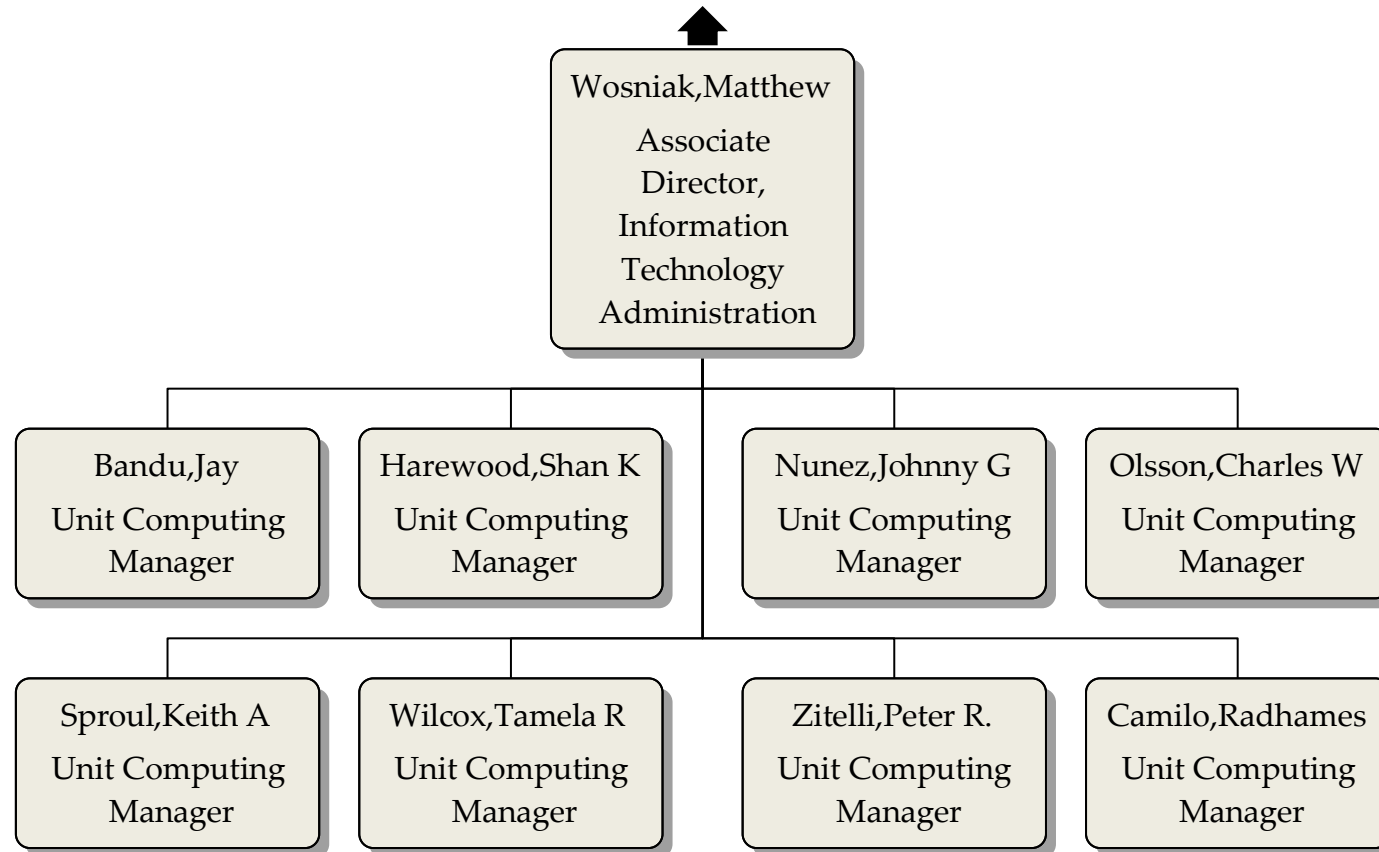 Wosniak,Matthew
Associate
Director,
Information
Technology
Administration
Bandu,Jay
Unit Computing
Manager
Harewood,Shan K
Unit Computing
Manager
Nunez,Johnny G
Unit Computing
Manager
Olsson,Charles W
Unit Computing
Manager
Sproul,Keith A
Unit Computing
Manager
Wilcox,Tamela R
Unit Computing
Manager
Zitelli,Peter R.
Unit Computing
Manager
Camilo,Radhames
Unit Computing
Manager